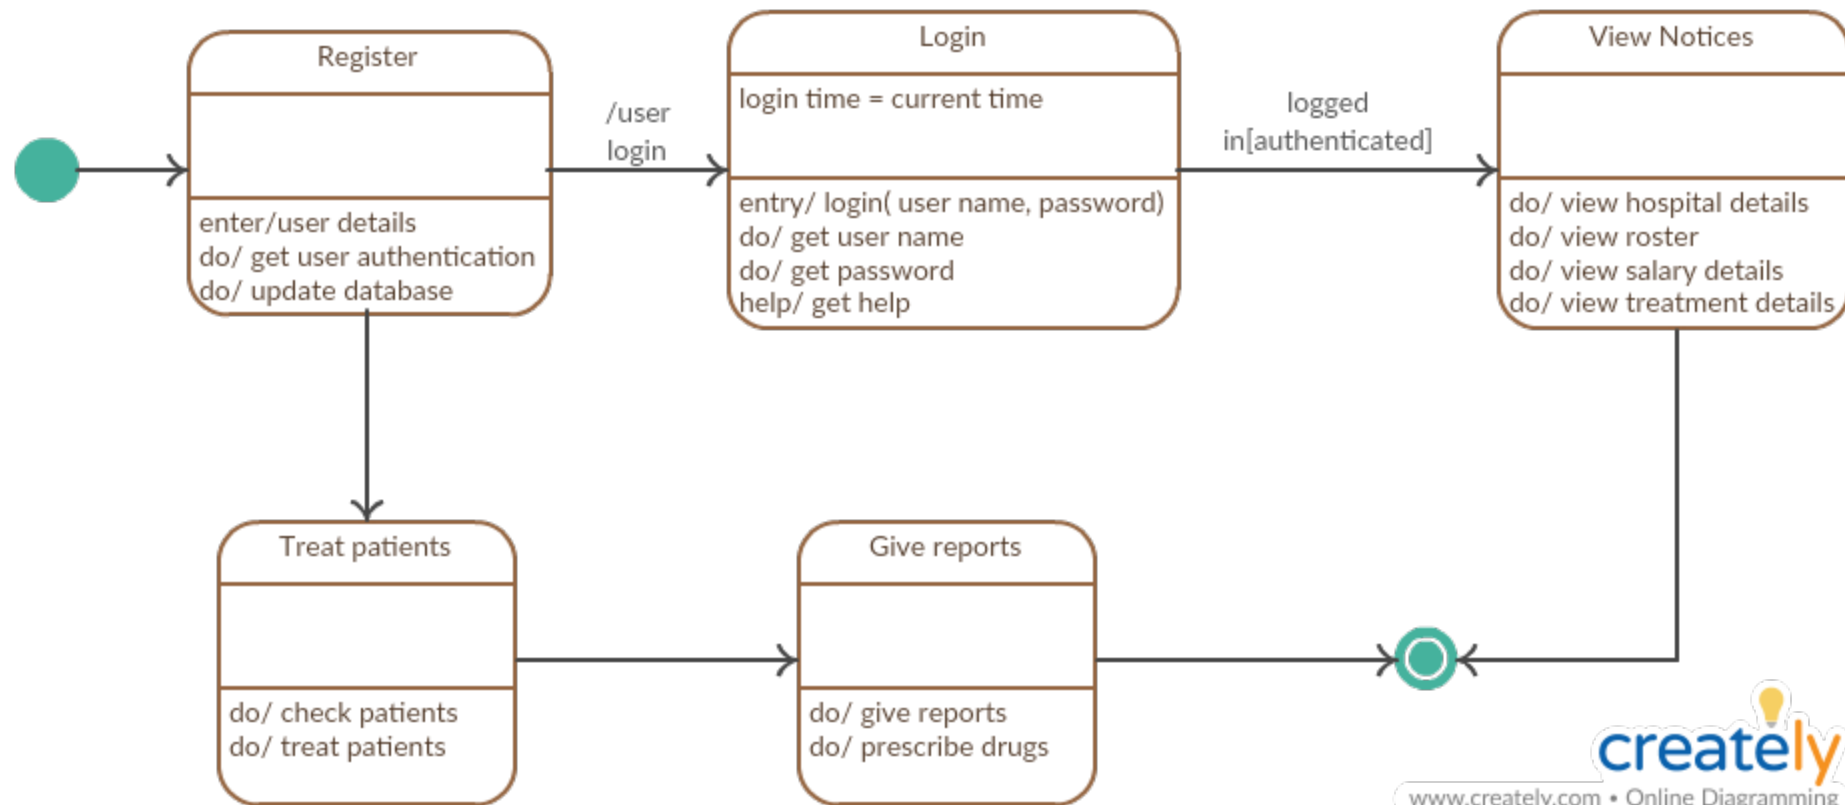 Register
enter/user details
do/ get user authentication
do/ update database
/user
login
Login
login time = current time
entry/ login( user name, password)
do/ get user name
do/ get password
help/ get help
logged
in[authenticated]
View Notices
do/ view hospital details
do/ view roster
do/ view salary details
do/ view treatment details
Treat patients
do/ check patients
do/ treat patients
Give reports
do/ give reports
do/ prescribe drugs
creately
www.creately.com • Online Diagramming